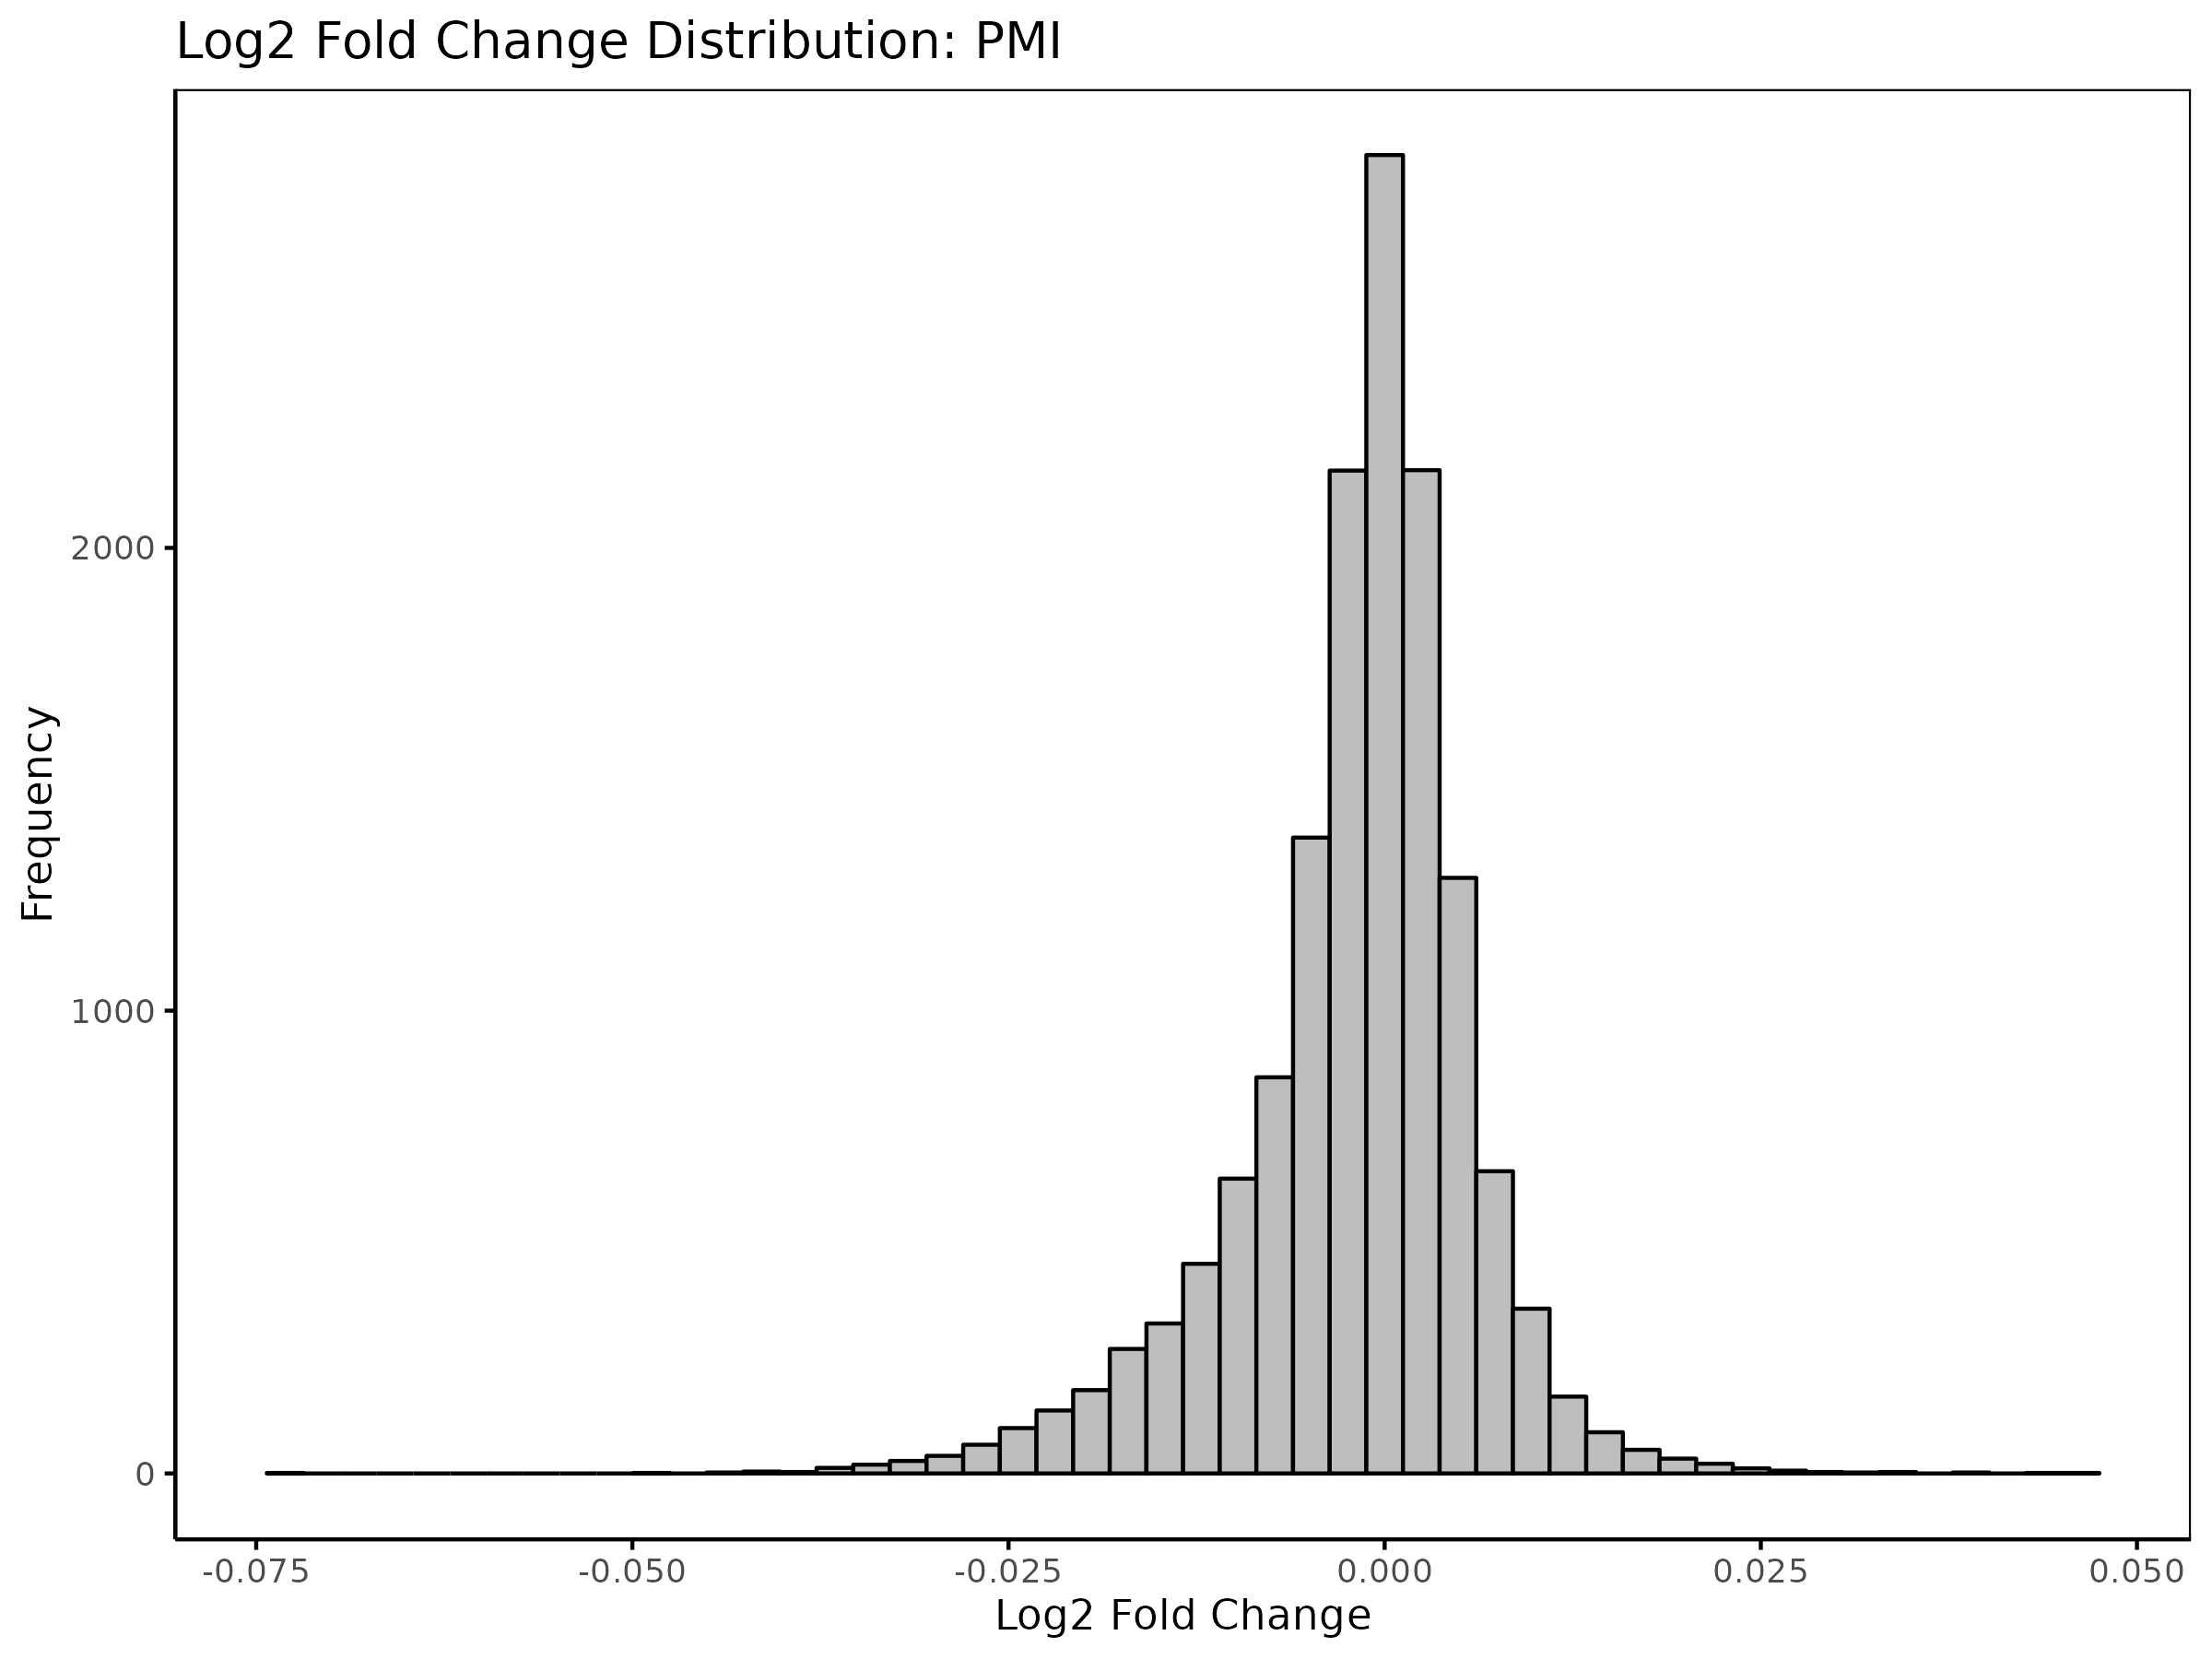 Log2 Fold Change Distribution: PMI
Frequency
2000
1000
0
-0.075 -0.050 -0.025 0.000 0.025 0.050
Log2 Fold Change